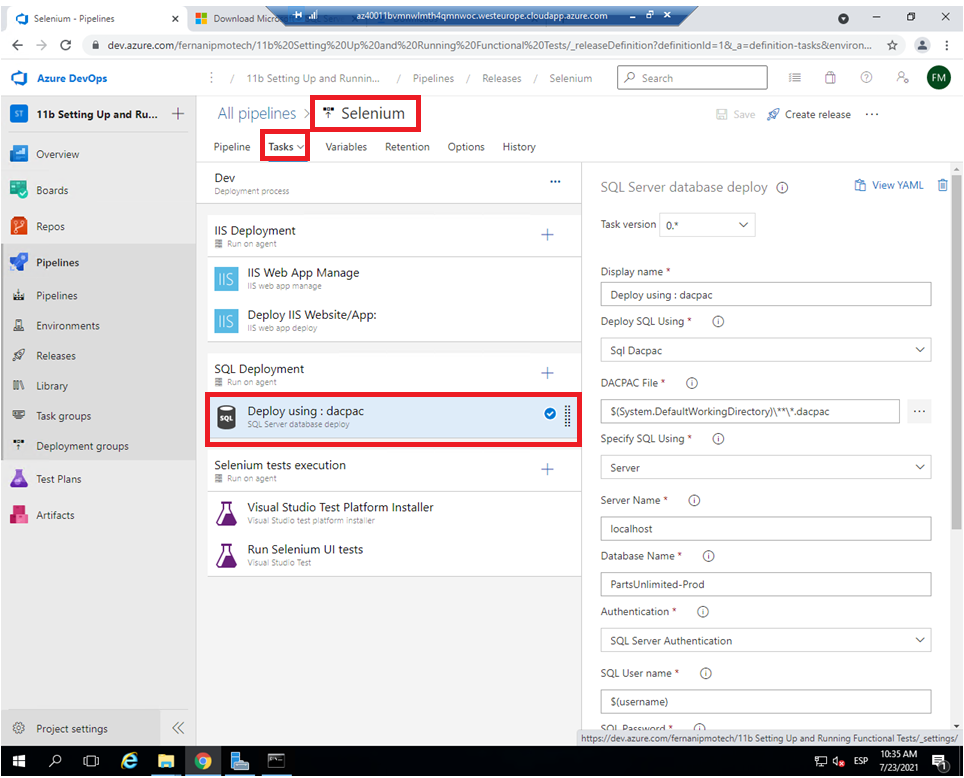 Selenium - Pipelines
Download Micros
az40011bvmnwlmth4qmnwoc.westeurope.cloudapp.azure.com
dev.azure.com/fernanipmotech/11b%20Setting%20Up%20and%20Running%20Functional%20Tests/_releaseDefinition?definitionId=1&_a=definition-tasks&environ...
Azure DevOps
/ 11b Setting Up and Runnin... / Pipelines / Releases / Selenium
Search
FM
ST
11b Setting Up and Ru...
Overview
Boards
Repos
Pipelines
Pipelines
Environments
Releases
Library
Task groups
Deployment groups
Test Plans
Artifacts
Project settings
All pipelines > Selenium
Save
Create release
Pipeline
Tasks
Variables
Retention
Options
History
Dev
Deployment process
IIS Deployment
Run on agent
IIS
IIS Web App Manage
IIS web app manage
IIS
Deploy IIS Website/App:
IIS web app deploy
SQL Deployment
Run on agent
SQL
Deploy using : dacpac
SQL Server database deploy
Selenium tests execution
Run on agent
Visual Studio Test Platform Installer
Visual Studio test platform installer
Run Selenium UI tests
Visual Studio Test
SQL Server database deploy
View YAML
Task version 0.*
Display name *
Deploy using : dacpac
Deploy SQL Using *
Sql Dacpac
DACPAC File *
$(System.DefaultWorkingDirectory)\**\*.dacpac
Specify SQL Using *
Server
Server Name *
localhost
Database Name *
PartsUnlimited-Prod
Authentication *
SQL Server Authentication
SQL User name *
$(username)
SQL Password *
https://dev.azure.com/fernanipmotech/11b Setting Up and Running Functional Tests/_settings/
ESP
10:35 AM
7/23/2021
1